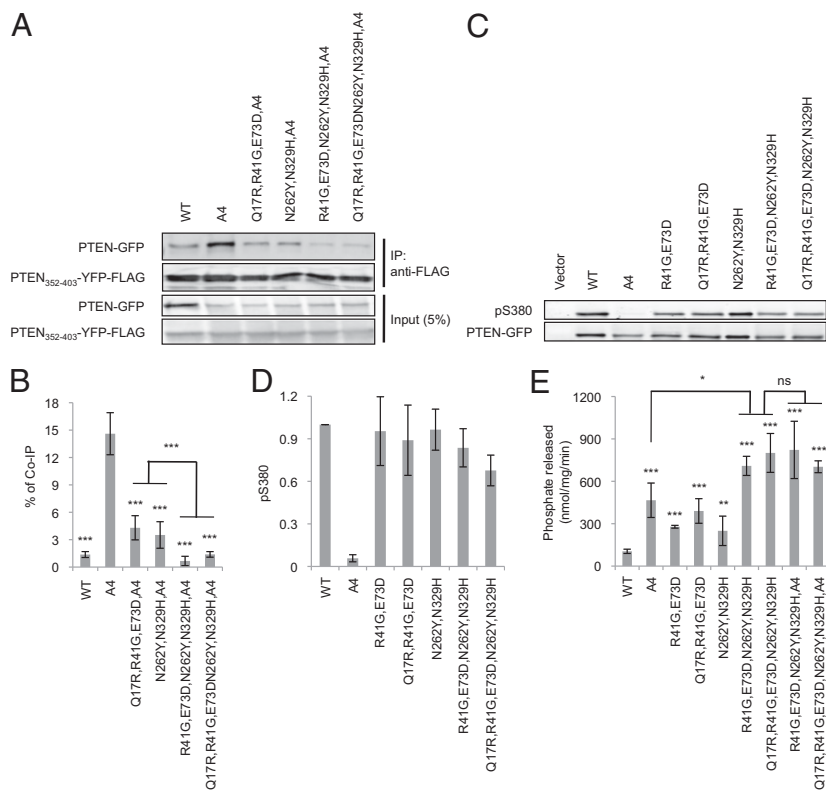 A
WT
A4
Q17R,R41G,E73D,A4
N262Y,N329H,A4
R41G,E73D,N262Y,N329H,A4
Q17R,R41G,E73DN262Y,N329H,A4
PTEN-GFP
PTEN352-403-YFP-FLAG
IP:
anti-FLAG
PTEN-GFP
PTEN352-403-YFP-FLAG
Input (5%)
C
Vector
WT
A4
R41G,E73D
Q17R,R41G,E73D
N262Y,N329H
R41G,E73D,N262Y,N329H
Q17R,R41G,E73D,N262Y,N329H
pS380
PTEN-GFP
B
% of Co-IP
18
15
12
9
6
3
0
***
***
***
***
***
***
WT
A4
Q17R,R41G,E73D,A4
N262Y,N329H,A4
R41G,E73D,N262Y,N329H,A4
Q17R,R41G,E73DN262Y,N329H,A4
D
pS380
1.2
0.9
0.6
0.3
0
WT
A4
R41G,E73D
Q17R,R41G,E73D
N262Y,N329H
R41G,E73D,N262Y,N329H
Q17R,R41G,E73D,N262Y,N329H
E
Phosphate released
(nmol/mg/min)
1200
900
600
300
0
*
ns
***
***
***
**
***
***
***
***
WT
A4
R41G,E73D
Q17R,R41G,E73D
N262Y,N329H
R41G,E73D,N262Y,N329H
Q17R,R41G,E73D,N262Y,N329H
R41G,E73D,N262Y,N329H,A4
Q17R,R41G,E73D,N262Y,N329H,A4